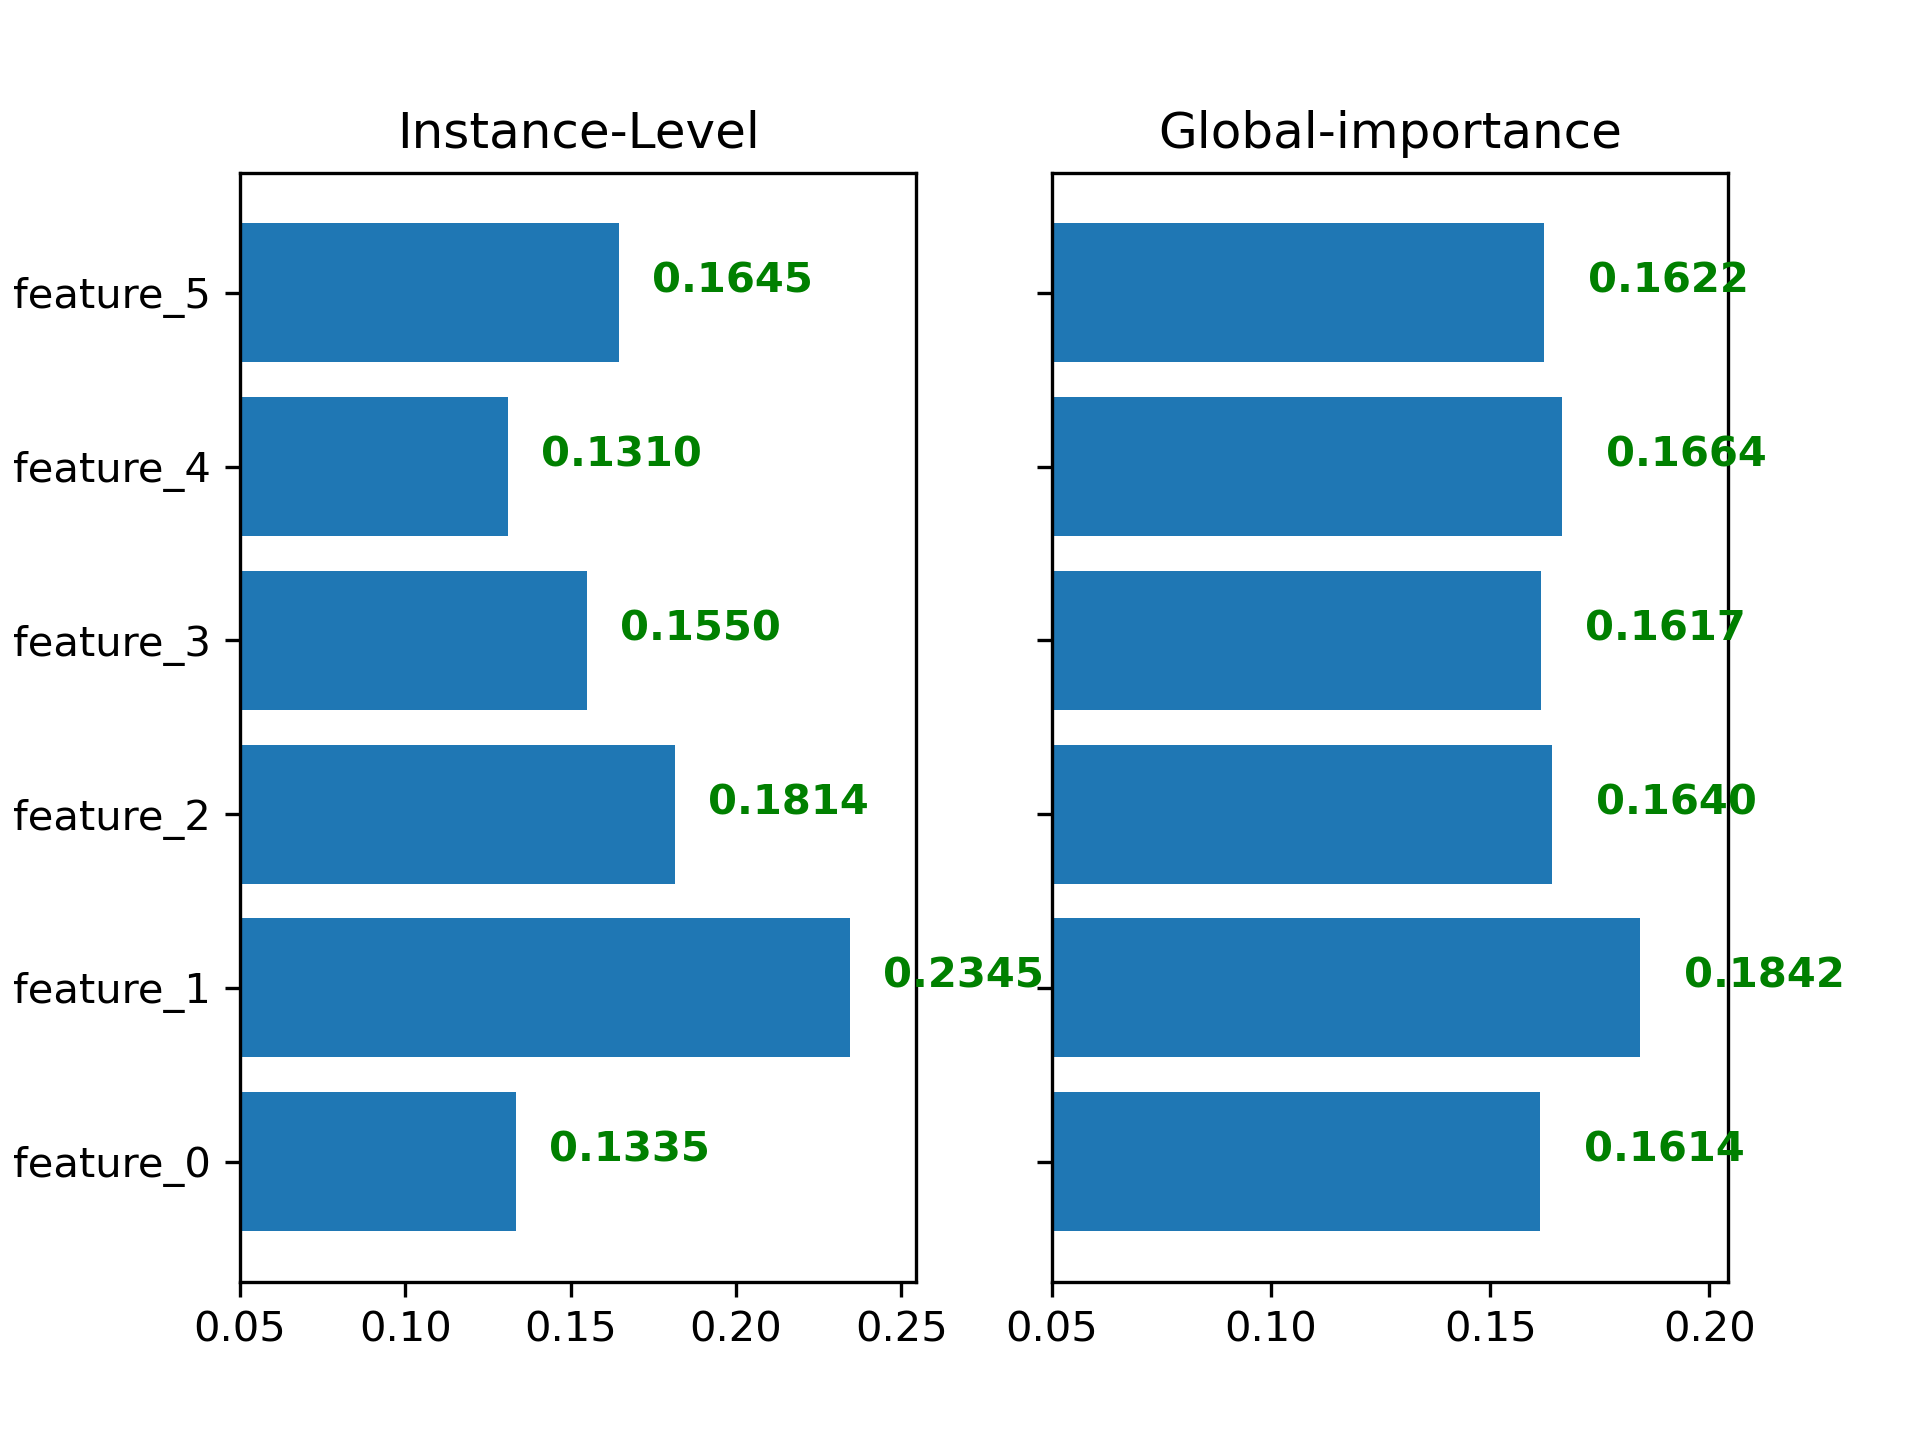 Instance-Level
Global-importance
feature_5
0.1645
0.1622
feature_4
0.1310
0.1664
feature_3
0.1550
0.1617
feature_2
0.1814
0.1640
feature_1
0.2345
0.1842
feature_0
0.1335
0.1614
0.05 0.10 0.15 0.20 0.25
0.05 0.10 0.15 0.20